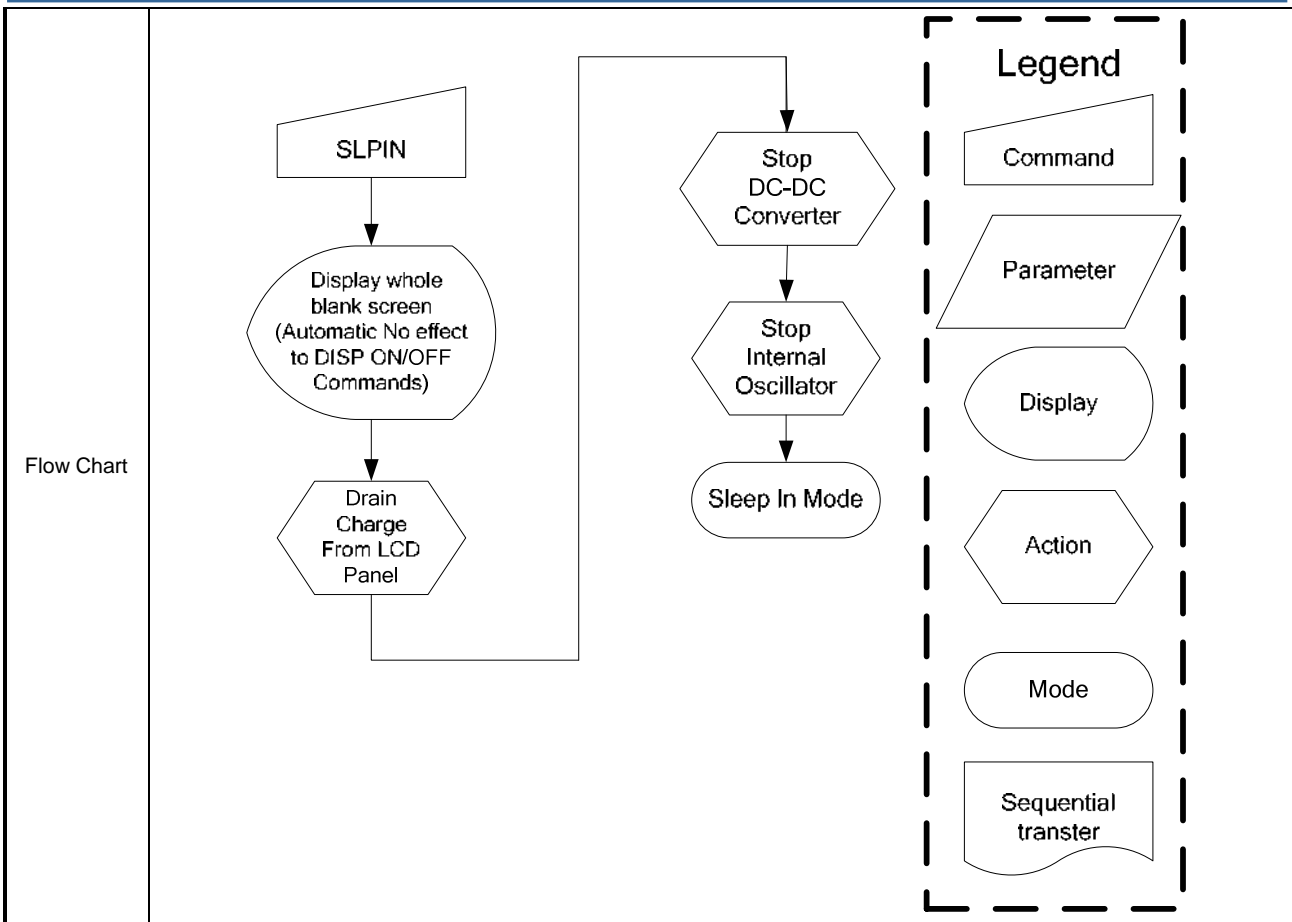 Flow Chart
SLPIN
Display whole
blank screen
(Automatic No effect
to DISP ON/OFF
Commands)
Drain
Charge
From LCD
Panel
Stop
DC-DC
Converter
Stop
Internal
Oscillator
Sleep In Mode
Legend
Command
Parameter
Display
Action
Mode
Sequential
transter